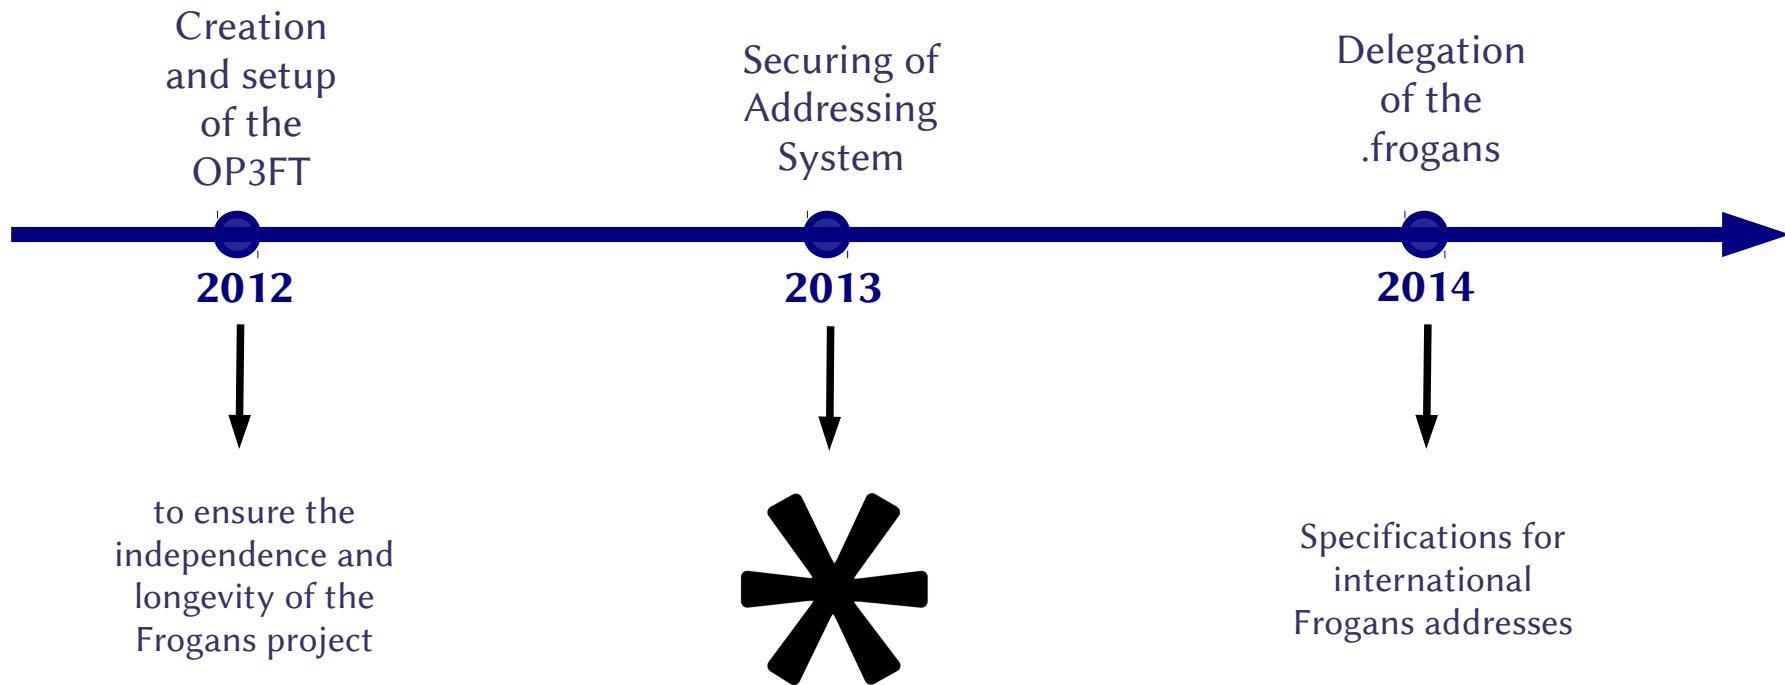 Creation
and setup
of the
OP3FT
Securing of
Addressing
System
Delegation
of the
.frogans
2012
2013
2014
to ensure the
independence and
longevity of the
Frogans project
*
Specifications for
international
Frogans addresses